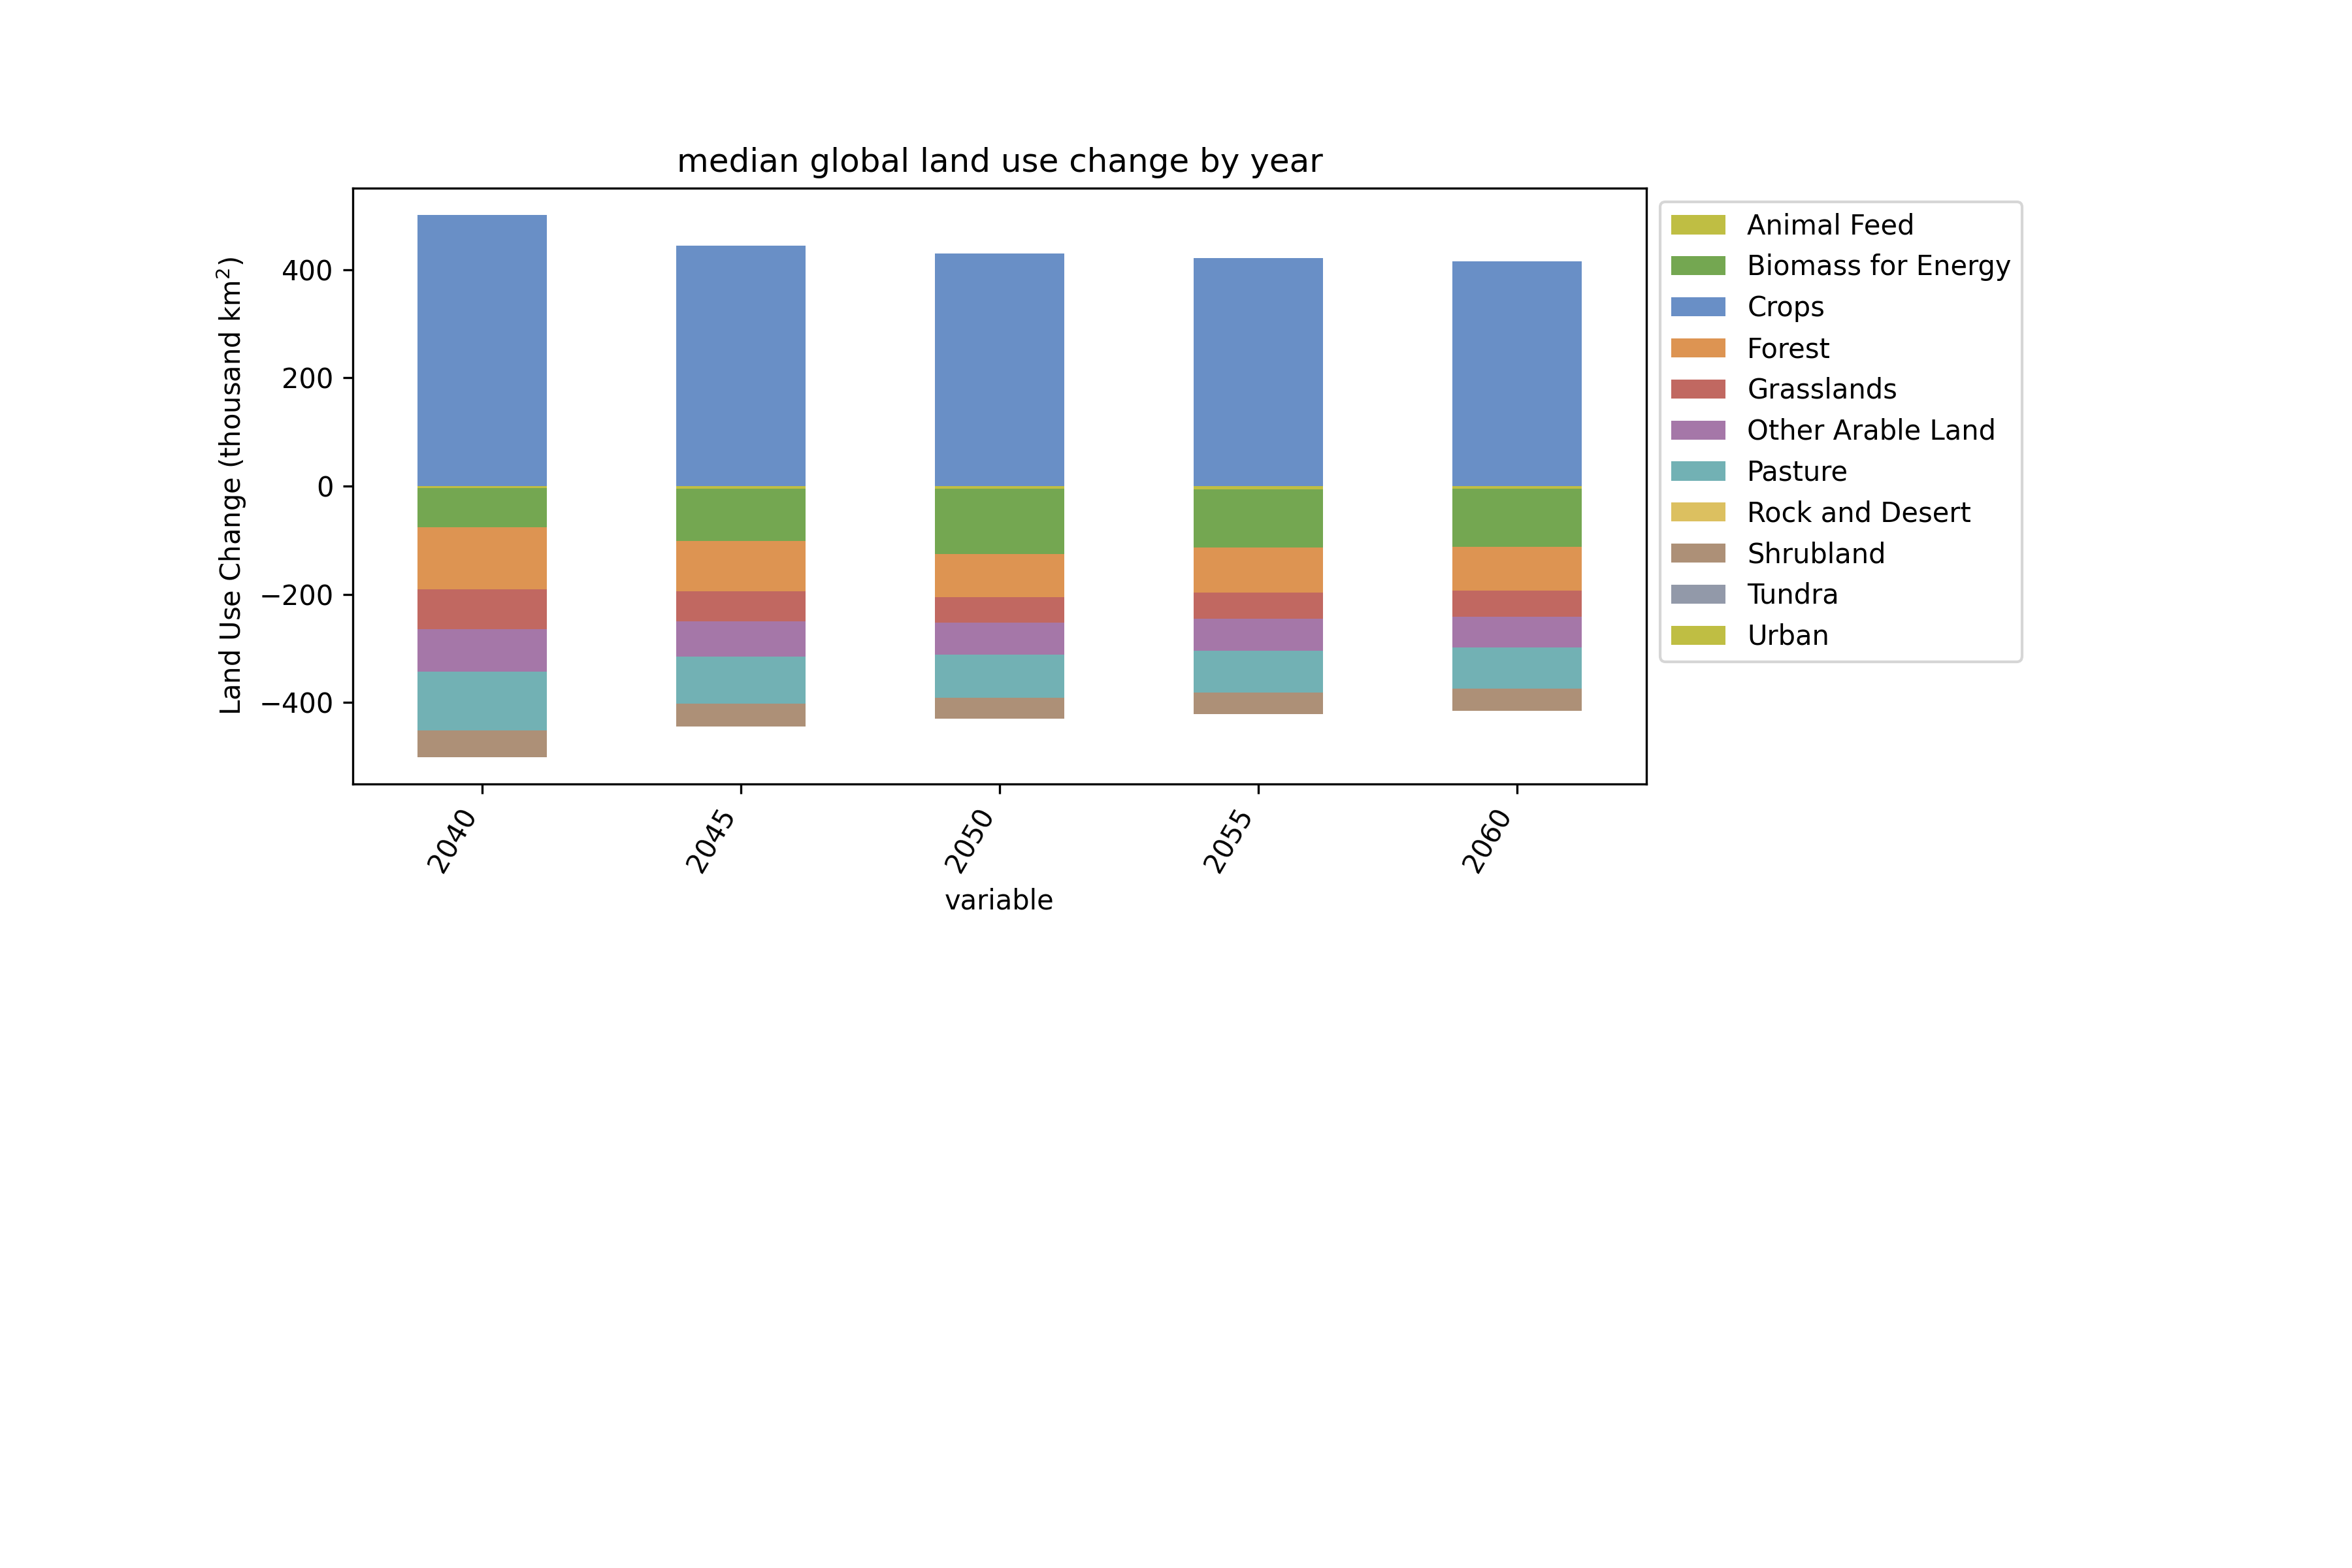 median global land use change by year
Land Use Change (thousand km²)
400
200
0
−200
−400
2040
2045
2050
2055
2060
variable
Animal Feed
Biomass for Energy
Crops
Forest
Grasslands
Other Arable Land
Pasture
Rock and Desert
Shrubland
Tundra
Urban